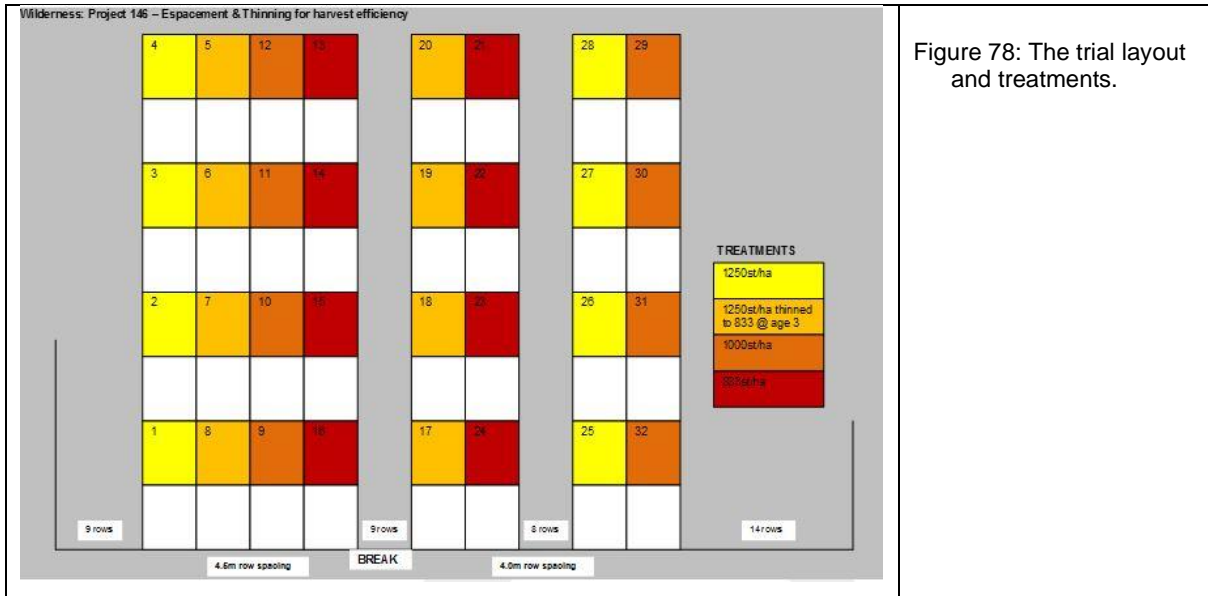 Wilderness: Project 146 – Espacement & Thinning for harvest efficiency
4 5 12 13 20 21 28 29
3 6 11 14 19 22 27 30
2 7 10 15 18 23 26 31
1 8 9 16 17 24 25 32
TREATMENTS
1250st/ha
1250st/ha thinned
to 833 @ age 3
1000st/ha
833st/ha
9 rows
9 rows
8 rows
14 rows
4.5m row spacing
BREAK
4.0m row spacing
Figure 78: The trial layout
and treatments.